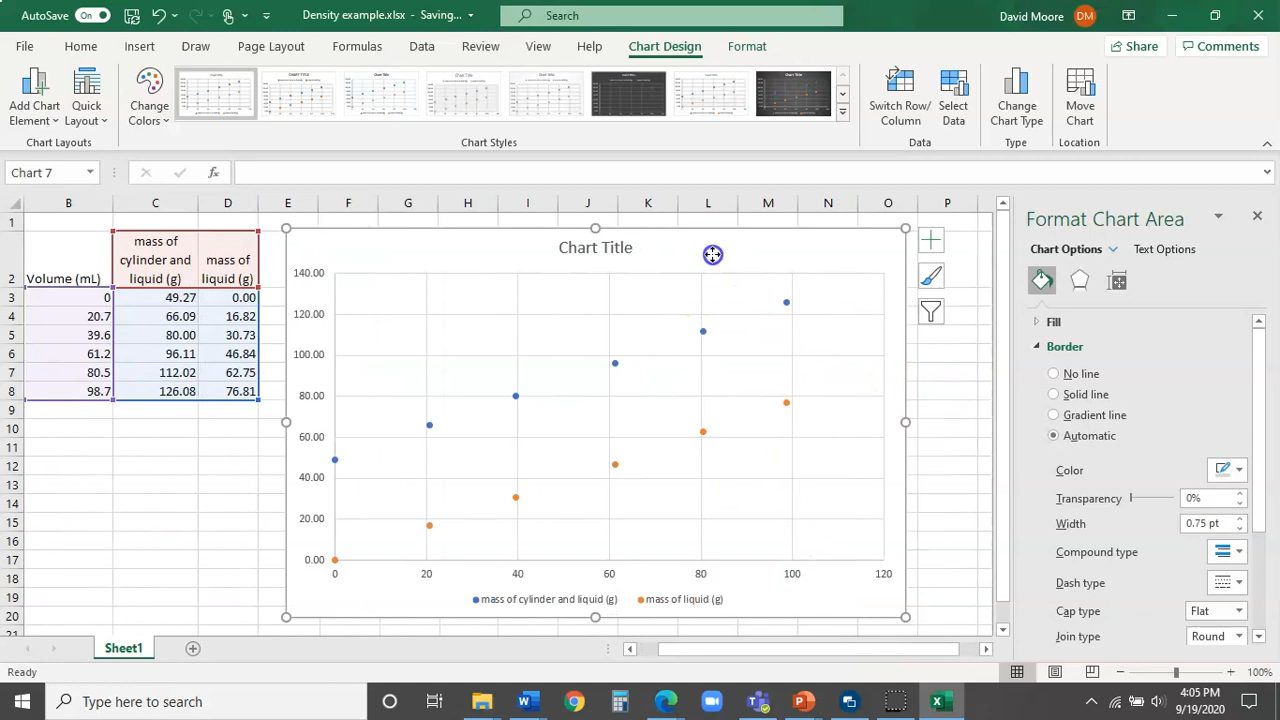 AutoSave On Density example.xlsx - Saving... Search David Moore DM
File Home Insert Draw Page Layout Formulas Data Review View Help Chart Design Format Share Comments
Add Chart Element Quick Layout Change Colors Switch Row/ Column Select Data Change Chart Type Move Chart
Chart Layouts Chart Styles Data Type Location
Chart 7 fx
B C D E F G H I J K L M N O P
1
2 Volume (mL) mass of cylinder and liquid (g) mass of liquid (g)
3 0 49.27 0.00
4 20.7 66.09 16.82
5 39.6 80.00 30.73
6 61.2 96.11 46.84
7 80.5 112.02 62.75
8 98.7 126.08 76.81
9
10
11
12
13
14
15
16
17
18
19
20
21
Chart Title
140.00
120.00
100.00
80.00
60.00
40.00
20.00
0.00
0 20 40 60 80 100 120
mass of cylinder and liquid (g) mass of liquid (g)
Format Chart Area
Chart Options Text Options
Fill
Border
No line
Solid line
Gradient line
Automatic
Color
Transparency 0%
Width 0.75 pt
Compound type
Dash type
Cap type Flat
Join type Round
Sheet1
Ready 100%
Type here to search
4:05 PM
9/19/2020